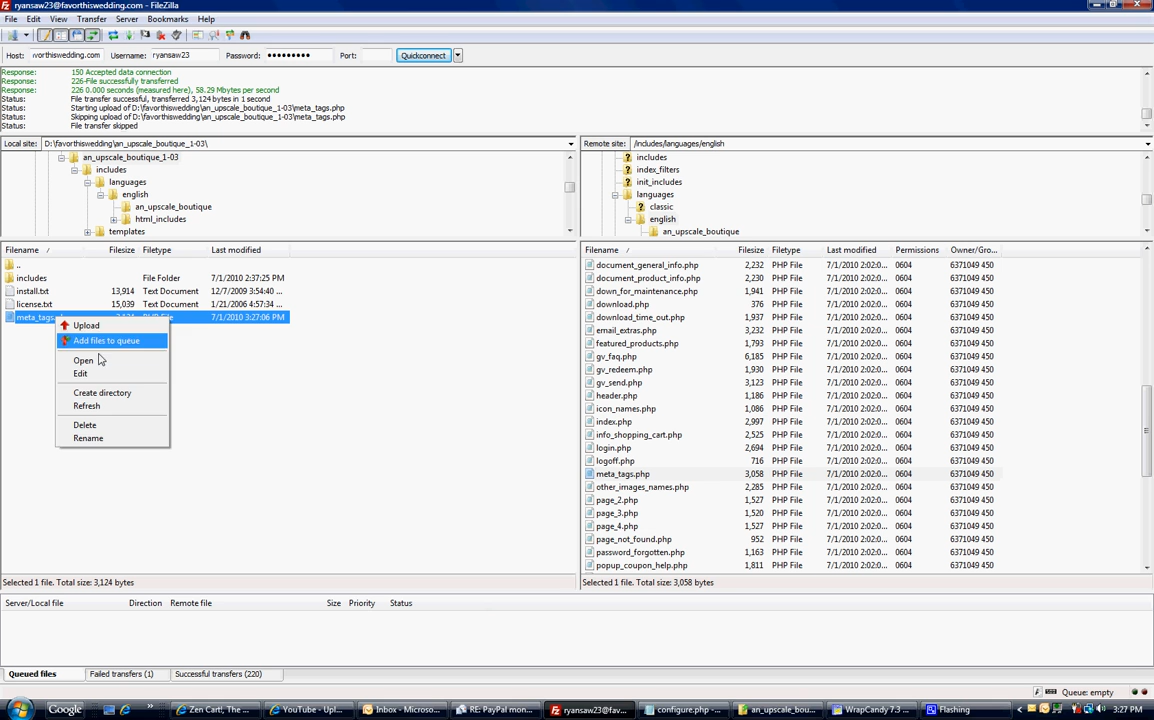 ryansaw23@favorthiswedding.com - FileZilla
File Edit View Transfer Server Bookmarks Help
Host: ivorthiswedding.com Username: ryansaw23 Password: ●●●●●●●●● Port: Quickconnect
Response: 150 Accepted data connection
Response: 226-File successfully transferred
Response: 226 0.000 seconds (measured here), 58.29 Mbytes per second
Status: File transfer successful, transferred 3,124 bytes in 1 second
Status: Starting upload of D:\favorthiswedding\an_upscale_boutique_1-03\meta_tags.php
Status: Skipping upload of D:\favorthiswedding\an_upscale_boutique_1-03\meta_tags.php
Status: File transfer skipped
Local site: D:\favorthiswedding\an_upscale_boutique_1-03\
an_upscale_boutique_1-03
includes
languages
english
an_upscale_boutique
html_includes
templates
Filename / Filesize Filetype Last modified
..
includes File Folder 7/1/2010 2:37:25 PM
install.txt 13,914 Text Document 12/7/2009 3:54:40 ...
license.txt 15,039 Text Document 1/21/2006 4:57:34 ...
meta_tags. 7/1/2010 3:27:06 PM
Upload
Add files to queue
Open
Edit
Create directory
Refresh
Delete
Rename
Selected 1 file. Total size: 3,124 bytes
Remote site: /includes/languages/english
includes
index_filters
init_includes
languages
classic
english
an_upscale_boutique
Filename / Filesize Filetype Last modified Permissions Owner/Gro...
document_general_info.php 2,232 PHP File 7/1/2010 2:02:0... 0604 6371049 450
document_product_info.php 2,230 PHP File 7/1/2010 2:02:0... 0604 6371049 450
down_for_maintenance.php 1,941 PHP File 7/1/2010 2:02:0... 0604 6371049 450
download.php 376 PHP File 7/1/2010 2:02:0... 0604 6371049 450
download_time_out.php 2,310 PHP File 7/1/2010 2:02:0... 0604 6371049 450
email_extras.php 2,310 PHP File 7/1/2010 2:02:0... 0604 6371049 450
featured_products.php 1,793 PHP File 7/1/2010 2:02:0... 0604 6371049 450
gv_faq.php 6,185 PHP File 7/1/2010 2:02:0... 0604 6371049 450
gv_redeem.php 1,930 PHP File 7/1/2010 2:02:0... 0604 6371049 450
gv_send.php 3,123 PHP File 7/1/2010 2:02:0... 0604 6371049 450
header.php 1,186 PHP File 7/1/2010 2:02:0... 0604 6371049 450
icon_names.php 1,086 PHP File 7/1/2010 2:02:0... 0604 6371049 450
index.php 2,997 PHP File 7/1/2010 2:02:0... 0604 6371049 450
info_shopping_cart.php 2,525 PHP File 7/1/2010 2:02:0... 0604 6371049 450
login.php 2,694 PHP File 7/1/2010 2:02:0... 0604 6371049 450
logoff.php 716 PHP File 7/1/2010 2:02:0... 0604 6371049 450
meta_tags.php 3,058 PHP File 7/1/2010 2:02:0... 0604 6371049 450
other_images_names.php 2,285 PHP File 7/1/2010 2:02:0... 0604 6371049 450
page_2.php 1,527 PHP File 7/1/2010 2:02:0... 0604 6371049 450
page_3.php 1,520 PHP File 7/1/2010 2:02:0... 0604 6371049 450
page_4.php 1,527 PHP File 7/1/2010 2:02:0... 0604 6371049 450
page_not_found.php 952 PHP File 7/1/2010 2:02:0... 0604 6371049 450
password_forgotten.php 1,163 PHP File 7/1/2010 2:02:0... 0604 6371049 450
popup_coupon_help.php 1,811 PHP File 7/1/2010 2:02:0... 0604 6371049 450
Selected 1 file. Total size: 3,058 bytes
Server/Local file Direction Remote file Size Priority Status
Queued files Failed transfers (1) Successful transfers (220)
Queue: empty
Google » Zen Cart!, The ... YouTube - Uplo... Inbox - Microso... RE: PayPal mon... ryansaw23@fav... configure.php -... an_upscale_bou... WrapCandy 7.3 ... Flashing 3:27 PM